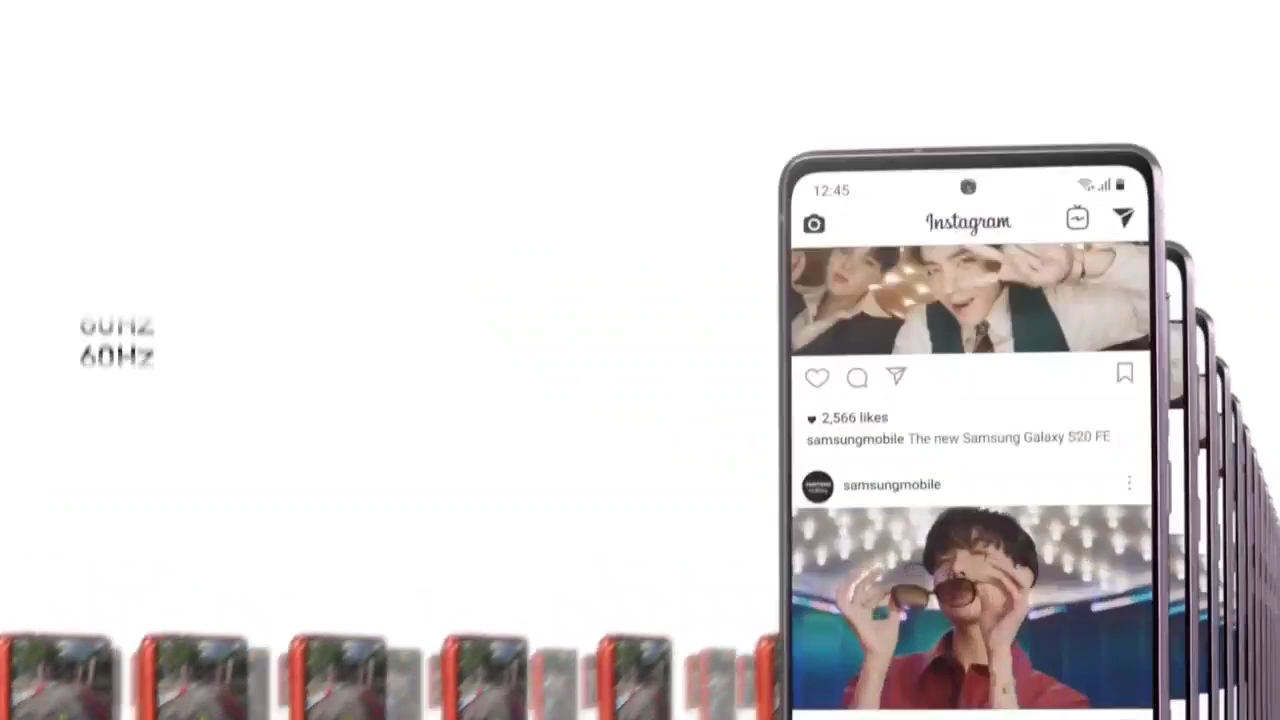 60HZ
60HZ
12:45
Instagram
2,566 likes
samsungmobile The new Samsung Galaxy S20 FE
samsungmobile